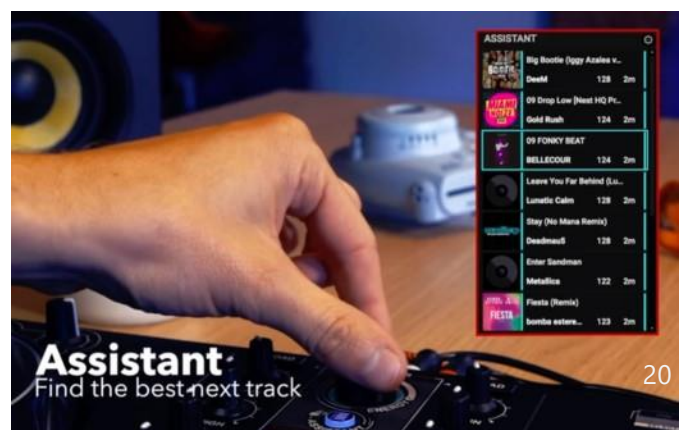 ASSISTANT
Big Bootie (Iggy Azalea v...
DeeM 128 2m
09 Drop Low [Nest HQ Pr...
Gold Rush 124 2m
09 FONKY BEAT
BELLECOUR 124 2m
Leave You Far Behind (Lu...
Lunatic Calm 128 2m
Stay (No Mana Remix)
Deadmau5 128 2m
Enter Sandman
Metallica 122 2m
FIESTA
Fiesta (Remix)
bomba estere... 123 2m
Assistant
Find the best next track
20
ENERGY